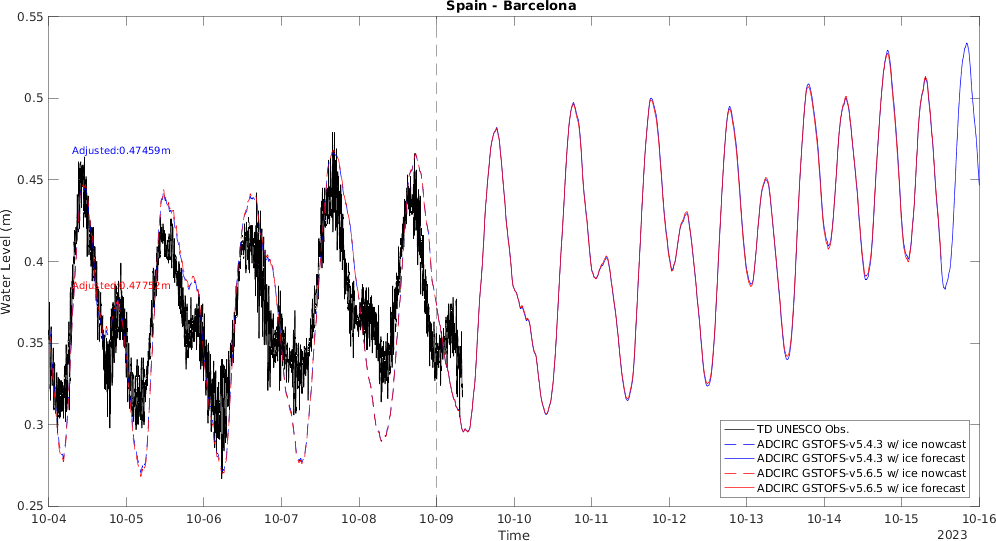 Spain - Barcelona
0.55
0.5
0.45
0.4
0.35
0.3
0.25
Water Level (m)
Adjusted:0.47459m
Adjusted:0.47752m
TD UNESCO Obs.
ADCIRC GSTOFS-v5.4.3 w/ ice nowcast
ADCIRC GSTOFS-v5.4.3 w/ ice forecast
ADCIRC GSTOFS-v5.6.5 w/ ice nowcast
ADCIRC GSTOFS-v5.6.5 w/ ice forecast
10-04 10-05 10-06 10-07 10-08 10-09 10-10 10-11 10-12 10-13 10-14 10-15 10-16
Time
2023